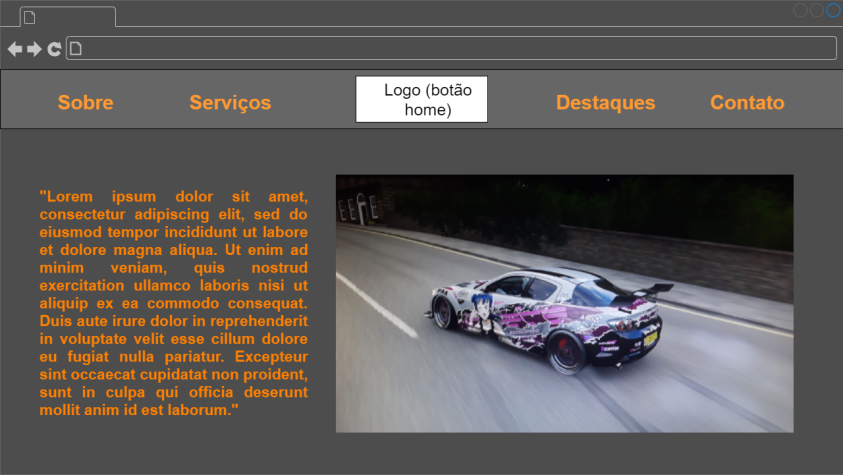 Sobre
Serviços
Logo (botão
home)
Destaques
Contato
"Lorem ipsum dolor sit amet,
consectetur adipiscing elit, sed do
eiusmod tempor incididunt ut labore
et dolore magna aliqua. Ut enim ad
minim veniam, quis nostrud
exercitation ullamco laboris nisi ut
aliquip ex ea commodo consequat.
Duis aute irure dolor in reprehenderit
in voluptate velit esse cillum dolore
eu fugiat nulla pariatur. Excepteur
sint occaecat cupidatat non proident,
sunt in culpa qui officia deserunt
mollit anim id est laborum."